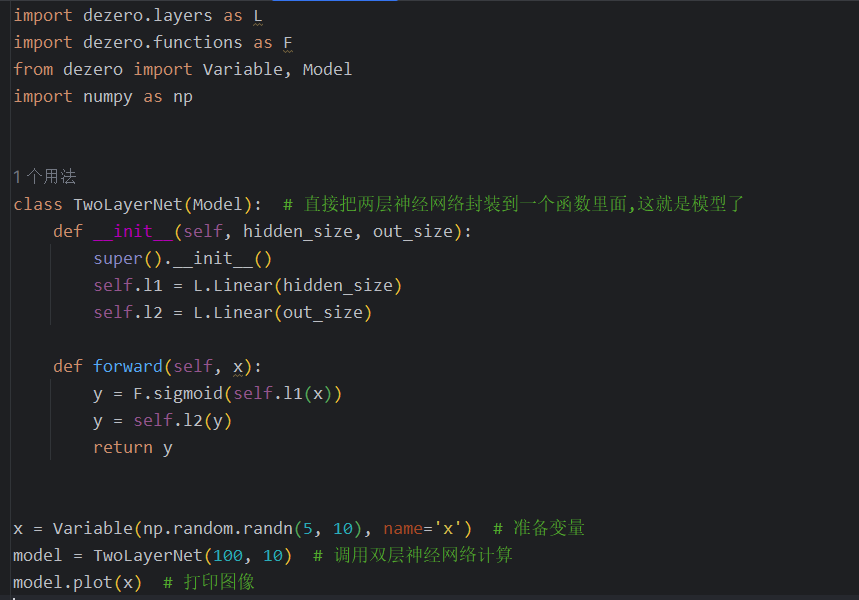 import dezero.layers as L
import dezero.functions as F
from dezero import Variable, Model
import numpy as np
1 个用法
class TwoLayerNet(Model):  # 直接把两层神经网络封装到一个函数里面,这就是模型了
    def __init__(self, hidden_size, out_size):
        super().__init__()
        self.l1 = L.Linear(hidden_size)
        self.l2 = L.Linear(out_size)
    def forward(self, x):
        y = F.sigmoid(self.l1(x))
        y = self.l2(y)
        return y
x = Variable(np.random.randn(5, 10), name='x')  # 准备变量
model = TwoLayerNet(100, 10)  # 调用双层神经网络计算
model.plot(x)  # 打印图像